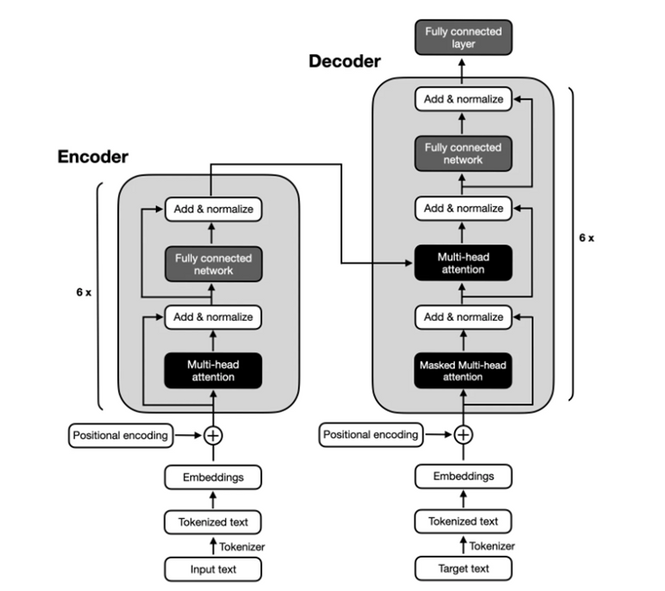 Fully connected
layer
Decoder
Add & normalize
Fully connected
network
Add & normalize
Multi-head
attention
Add & normalize
Masked Multi-head
attention
6 x
Positional encoding
Embeddings
Tokenized text
Tokenizer
Target text
Encoder
Add & normalize
Fully connected
network
Add & normalize
Multi-head
attention
6 x
Positional encoding
Embeddings
Tokenized text
Tokenizer
Input text